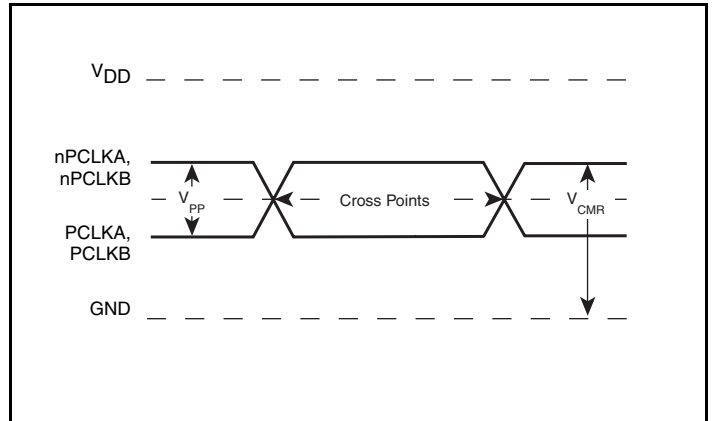 VDD
nPCLKA,
nPCLKB
VPP
Cross Points
VCMR
PCLKA,
PCLKB
GND